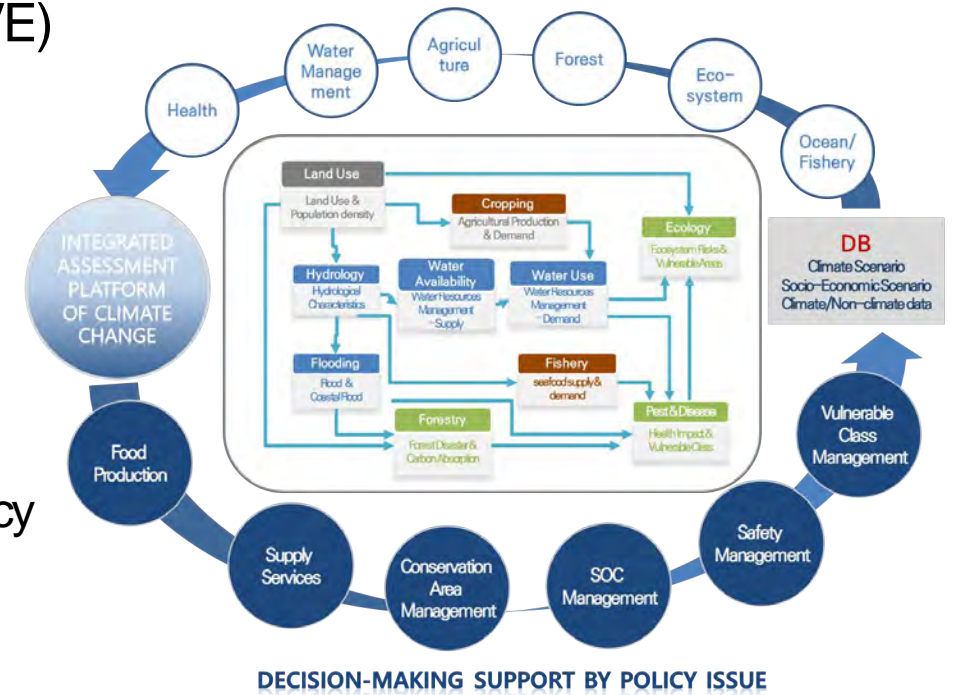 VE)
Health
Water
Manage
ment
Agricul
ture
Forest
Eco-
system
Ocean/
Fishery
INTEGRATED
ASSESSMENT
PLATFORM
OF CLIMATE
CHANGE
Land Use
Land Use &
Population density
Cropping
Agricultural Production
& Demand
Ecology
Ecosystem Risks &
Vulnerable Areas
Hydrology
Hydrological
Characteristics
Water
Availability
Water Resources
Management
-Supply
Water Use
Water Resources
Management
-Demand
Flooding
Flood &
Coastal Flood
Fishery
seafood supply &
demand
Forestry
Forest Disaster &
Carbon Absorption
Pest & Disease
Health Impact &
Vulnerable Class
DB
Climate Scenario
Socio-Economic Scenario
Climate/Non-climate data
Food
Production
cy
Supply
Services
Conservation
Area
Management
SOC
Management
Safety
Management
Vulnerable
Class
Management
DECISION-MAKING SUPPORT BY POLICY ISSUE